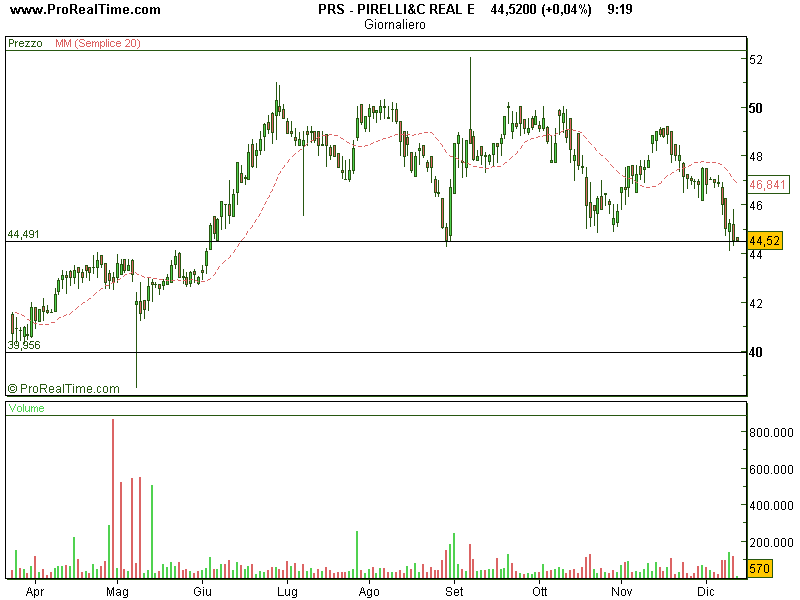 www.ProRealTime.com PRS - PIRELLI&C REAL E 44,5200 (+0,04%) 9:19
Giornaliero
Prezzo MM (Semplice 20)
52
50
48
46,841
46
44,491
44,52
44
42
39,956
40
© ProRealTime.com
Volume
800.000
600.000
400.000
200.000
570
Apr Mag Giu Lug Ago Set Ott Nov Dic